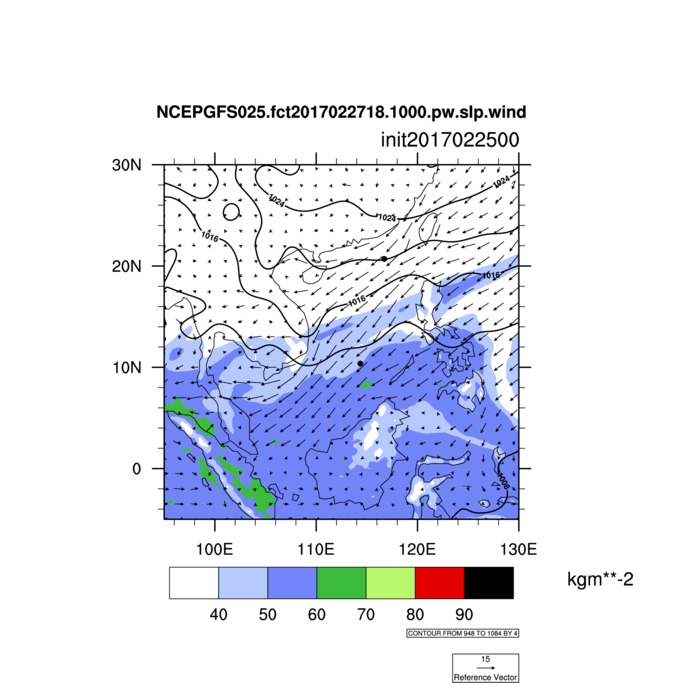 NCEPGFS025.fct2017022718.1000.pw.slp.wind
init2017022500
30N
1024
1024
1024
1016
20N
1016
1016
10N
0
1008
100E 110E 120E 130E
kgm**-2
40 50 60 70 80 90
CONTOUR FROM 948 TO 1084 BY 4
15
Reference Vector